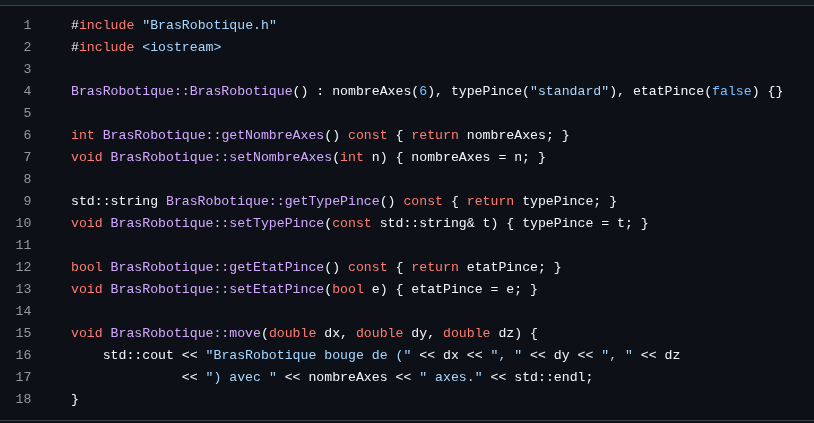 1 #include "BrasRobotique.h"
2 #include <iostream>
3
4 BrasRobotique::BrasRobotique() : nombreAxes(6), typePince("standard"), etatPince(false) {}
5
6 int BrasRobotique::getNombreAxes() const { return nombreAxes; }
7 void BrasRobotique::setNombreAxes(int n) { nombreAxes = n; }
8
9 std::string BrasRobotique::getTypePince() const { return typePince; }
10 void BrasRobotique::setTypePince(const std::string& t) { typePince = t; }
11
12 bool BrasRobotique::getEtatPince() const { return etatPince; }
13 void BrasRobotique::setEtatPince(bool e) { etatPince = e; }
14
15 void BrasRobotique::move(double dx, double dy, double dz) {
16     std::cout << "BrasRobotique bouge de (" << dx << ", " << dy << ", " << dz
17               << ") avec " << nombreAxes << " axes." << std::endl;
18 }